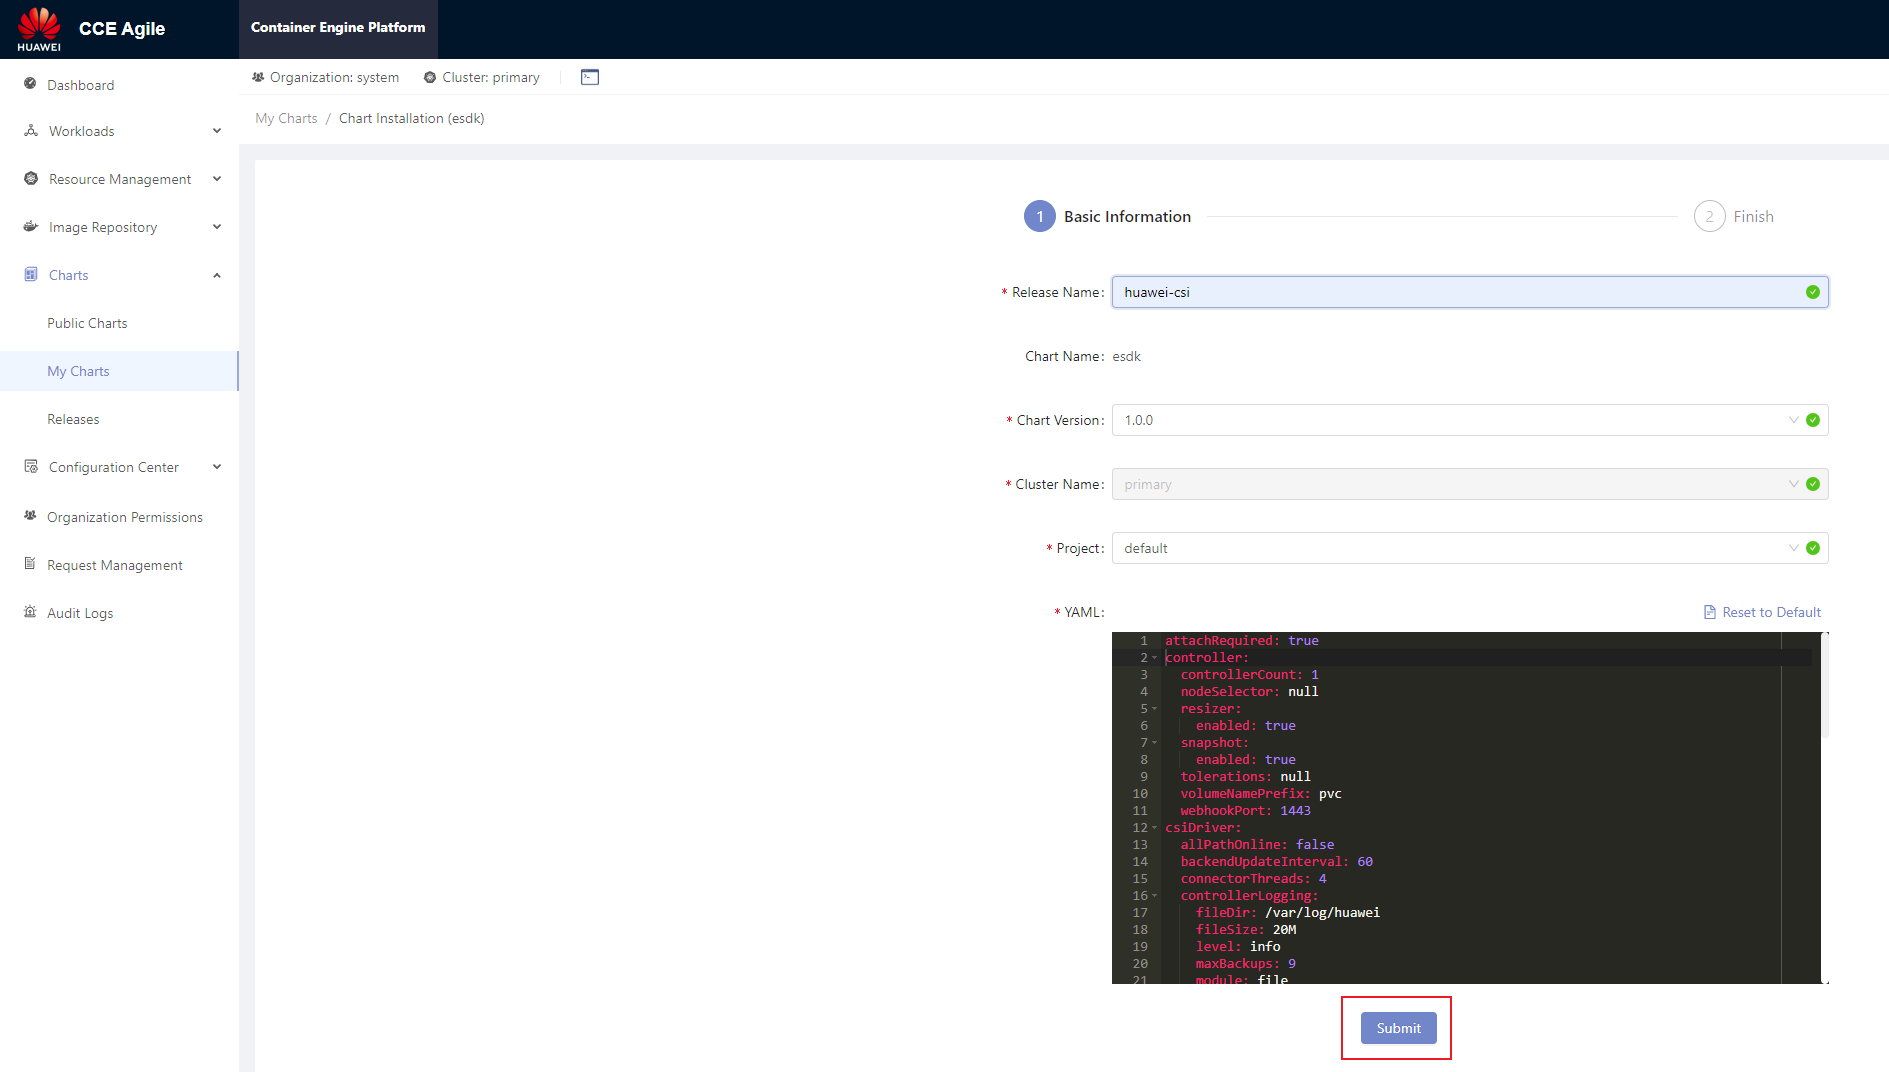 HUAWEI
CCE Agile
Container Engine Platform
Organization: system
Cluster: primary
My Charts / Chart Installation (esdk)
Dashboard
Workloads
Resource Management
Image Repository
Charts
Public Charts
My Charts
Releases
Configuration Center
Organization Permissions
Request Management
Audit Logs
1 Basic Information
2 Finish
* Release Name: huawei-csi
Chart Name: esdk
* Chart Version: 1.0.0
* Cluster Name: primary
* Project: default
* YAML:
Reset to Default
1 attachRequired: true
2 controller:
3 controllerCount: 1
4 nodeSelector: null
5 resizer:
6 enabled: true
7 snapshot:
8 enabled: true
9 tolerations: null
10 volumeNamePrefix: pvc
11 webhookPort: 1443
12 csiDriver:
13 allPathOnline: false
14 backendUpdateInterval: 60
15 connectorThreads: 4
16 controllerLogging:
17 fileDir: /var/log/huawei
18 fileSize: 20M
19 level: info
20 maxBackups: 9
21 module: file
Submit